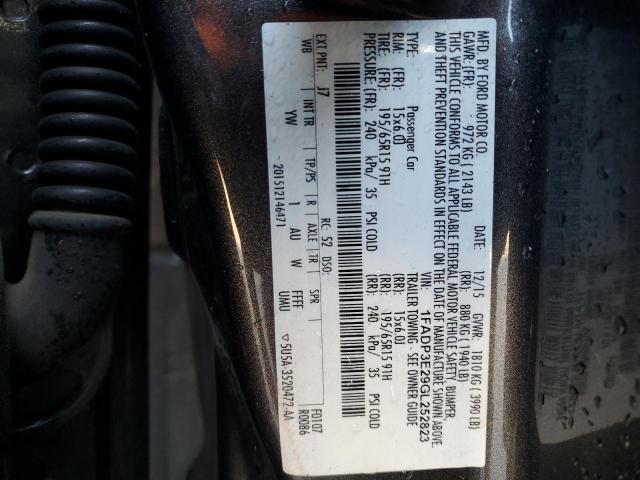 MFD. BY FORD MOTOR CO.
DATE: 12/15 GVWR: 1810 KG ( 3990 LB)
GAWR:(FR): 972 KG ( 2143 LB) (RR): 880 KG ( 1940 LB)
THIS VEHICLE CONFORMS TO ALL APPLICABLE FEDERAL MOTOR VEHICLE SAFETY, BUMPER,
AND THEFT PREVENTION STANDARDS IN EFFECT ON THE DATE OF MANUFACTURE SHOWN ABOVE.
VIN: 1FADP3E29GL252823
TYPE: Passenger Car TRAILER TOWING - SEE OWNER GUIDE
RIM: (FR): 15x6.0J (RR): 15x6.0J
TIRE: (FR): 195/65R15 91H (RR): 195/65R15 91H
PRESSURE: (FR): 240 kPa/ 35 PSI COLD (RR): 240 kPa/ 35 PSI COLD
EXT PNT: J7 RC: 52 DSO: F0107
R0086
WB INT TR TP/PS R AXLE TR SPR
YW 1 AU W FFFF UMU
201512146471 5U5A-3520472-AA